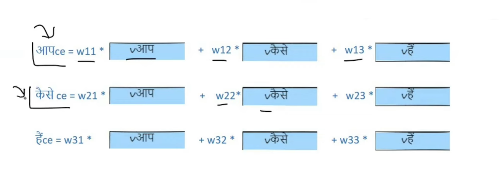 आपce = w11 * vआप + w12 * vकैसे + w13 * vहैं
कैसे ce = w21 * vआप + w22* vकैसे + w23 * vहैं
हैंce = w31 * vआप + w32 * vकैसे + w33 * vहैं